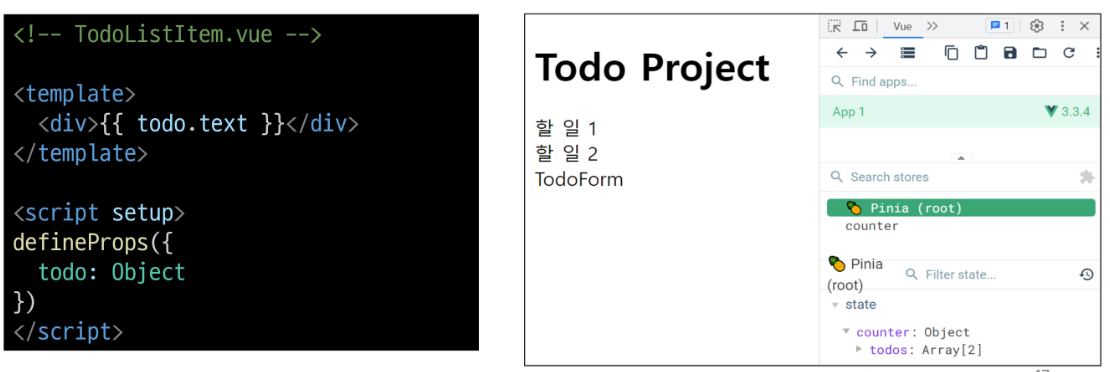 <!-- TodoListItem.vue -->
<template>
<div>{{ todo.text }}</div>
</template>
<script setup>
defineProps({
todo: Object
})
</script>
Todo Project
할 일 1
할 일 2
TodoForm
Vue
1
Find apps...
App 1
3.3.4
Search stores
Pinia (root)
counter
Pinia
(root)
Filter state...
state
counter: Object
todos: Array[2]